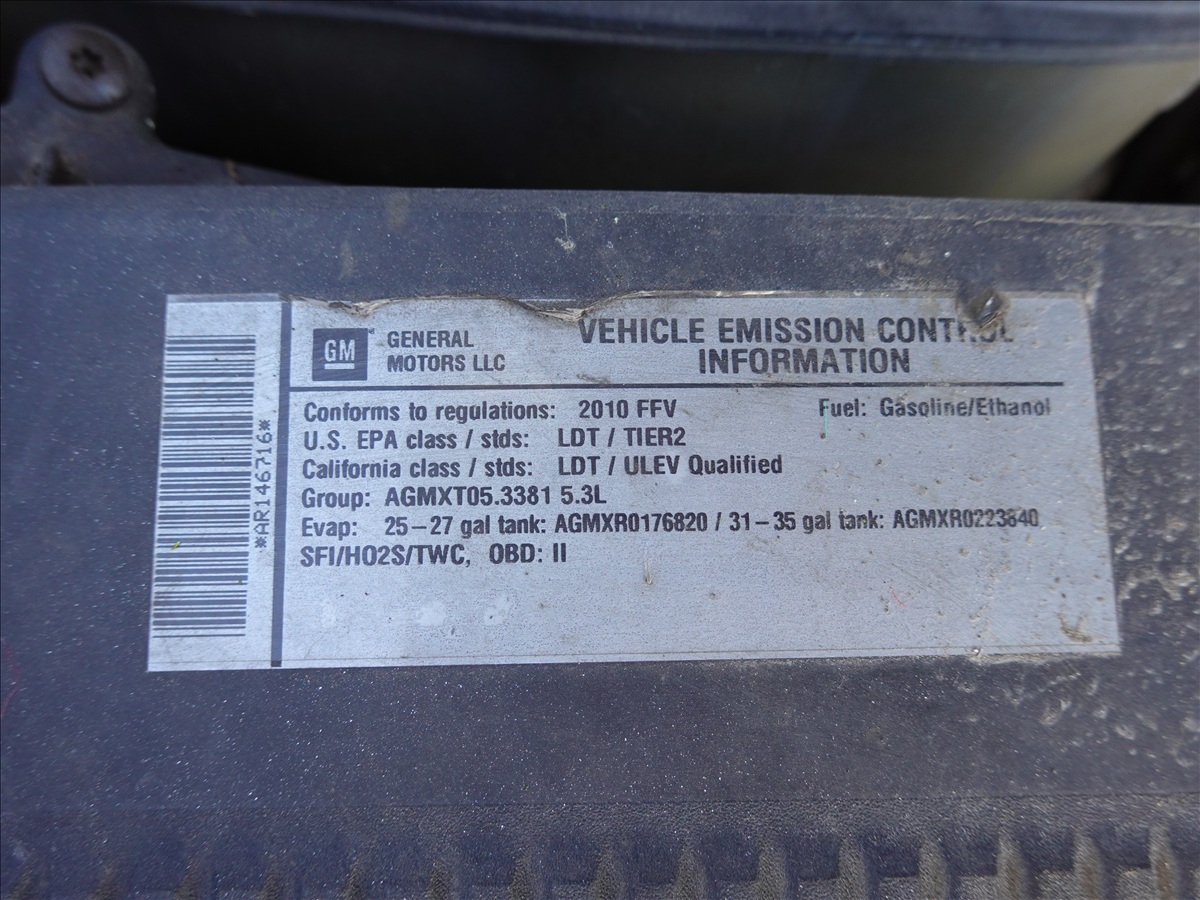 *AR146716*
GM
GENERAL
MOTORS LLC
VEHICLE EMISSION CONTROL
INFORMATION
Conforms to regulations: 2010 FFV Fuel: Gasoline/Ethanol
U.S. EPA class / stds: LDT / TIER2
California class / stds: LDT / ULEV Qualified
Group: AGMXT05.3381 5.3L
Evap: 25-27 gal tank: AGMXR0176820 / 31-35 gal tank: AGMXR0223840
SFI/HO2S/TWC, OBD: II